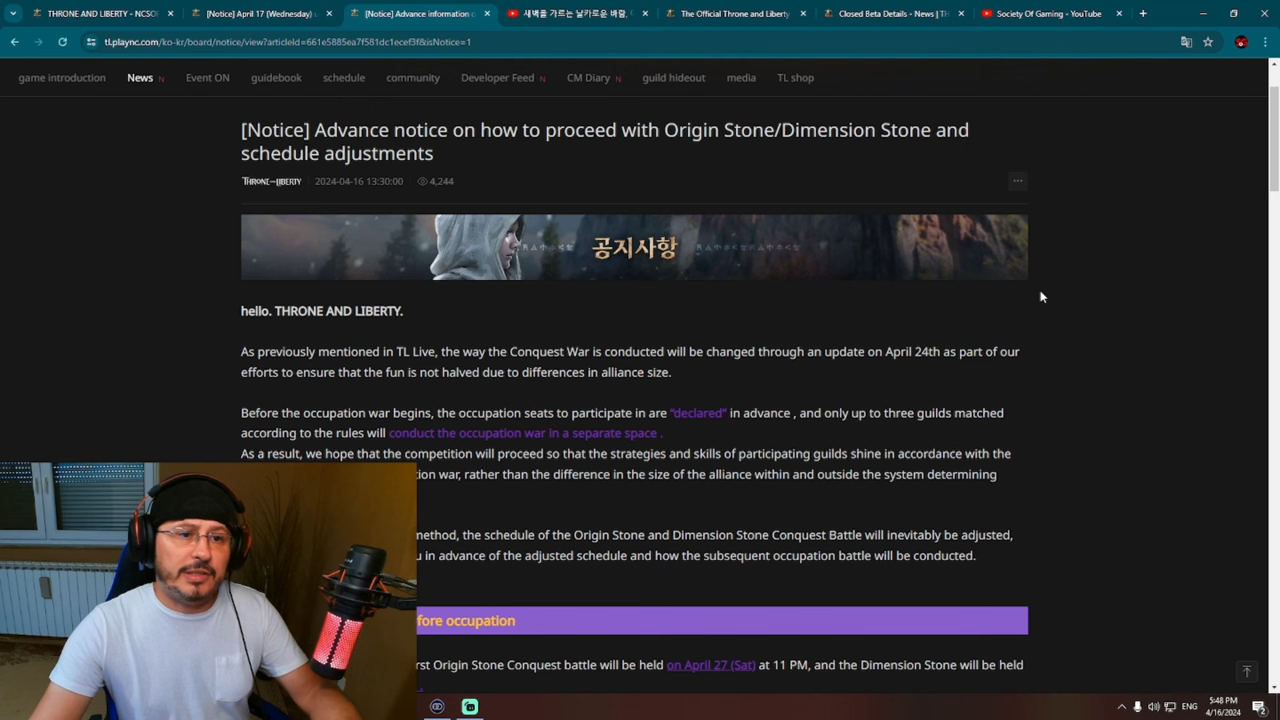 THRONE AND LIBERTY - NCSO
[Notice] April 17 (Wednesday) u
[Notice] Advance information o
새벽을 가르는 날카로운 바람,
The Official Throne and Liberty
Closed Beta Details - News | TH
Society Of Gaming - YouTube
tl.plaync.com/ko-kr/board/notice/view?articleId=661e5885ea7f581dc1ecef3f&isNotice=1
game introduction
News N
Event ON
guidebook
schedule
community
Developer Feed N
CM Diary N
guild hideout
media
TL shop
[Notice] Advance notice on how to proceed with Origin Stone/Dimension Stone and
schedule adjustments
THRONE AND LIBERTY 2024-04-16 13:30:00 4,244
공지사항
hello. THRONE AND LIBERTY.
As previously mentioned in TL Live, the way the Conquest War is conducted will be changed through an update on April 24th as part of our
efforts to ensure that the fun is not halved due to differences in alliance size.
Before the occupation war begins, the occupation seats to participate in are “declared” in advance , and only up to three guilds matched
according to the rules will conduct the occupation war in a separate space .
As a result, we hope that the competition will proceed so that the strategies and skills of participating guilds shine in accordance with the
ion war, rather than the difference in the size of the alliance within and outside the system determining
method, the schedule of the Origin Stone and Dimension Stone Conquest Battle will inevitably be adjusted,
u in advance of the adjusted schedule and how the subsequent occupation battle will be conducted.
fore occupation
rst Origin Stone Conquest battle will be held on April 27 (Sat) at 11 PM, and the Dimension Stone will be held
ENG
5:48 PM
4/16/2024
2